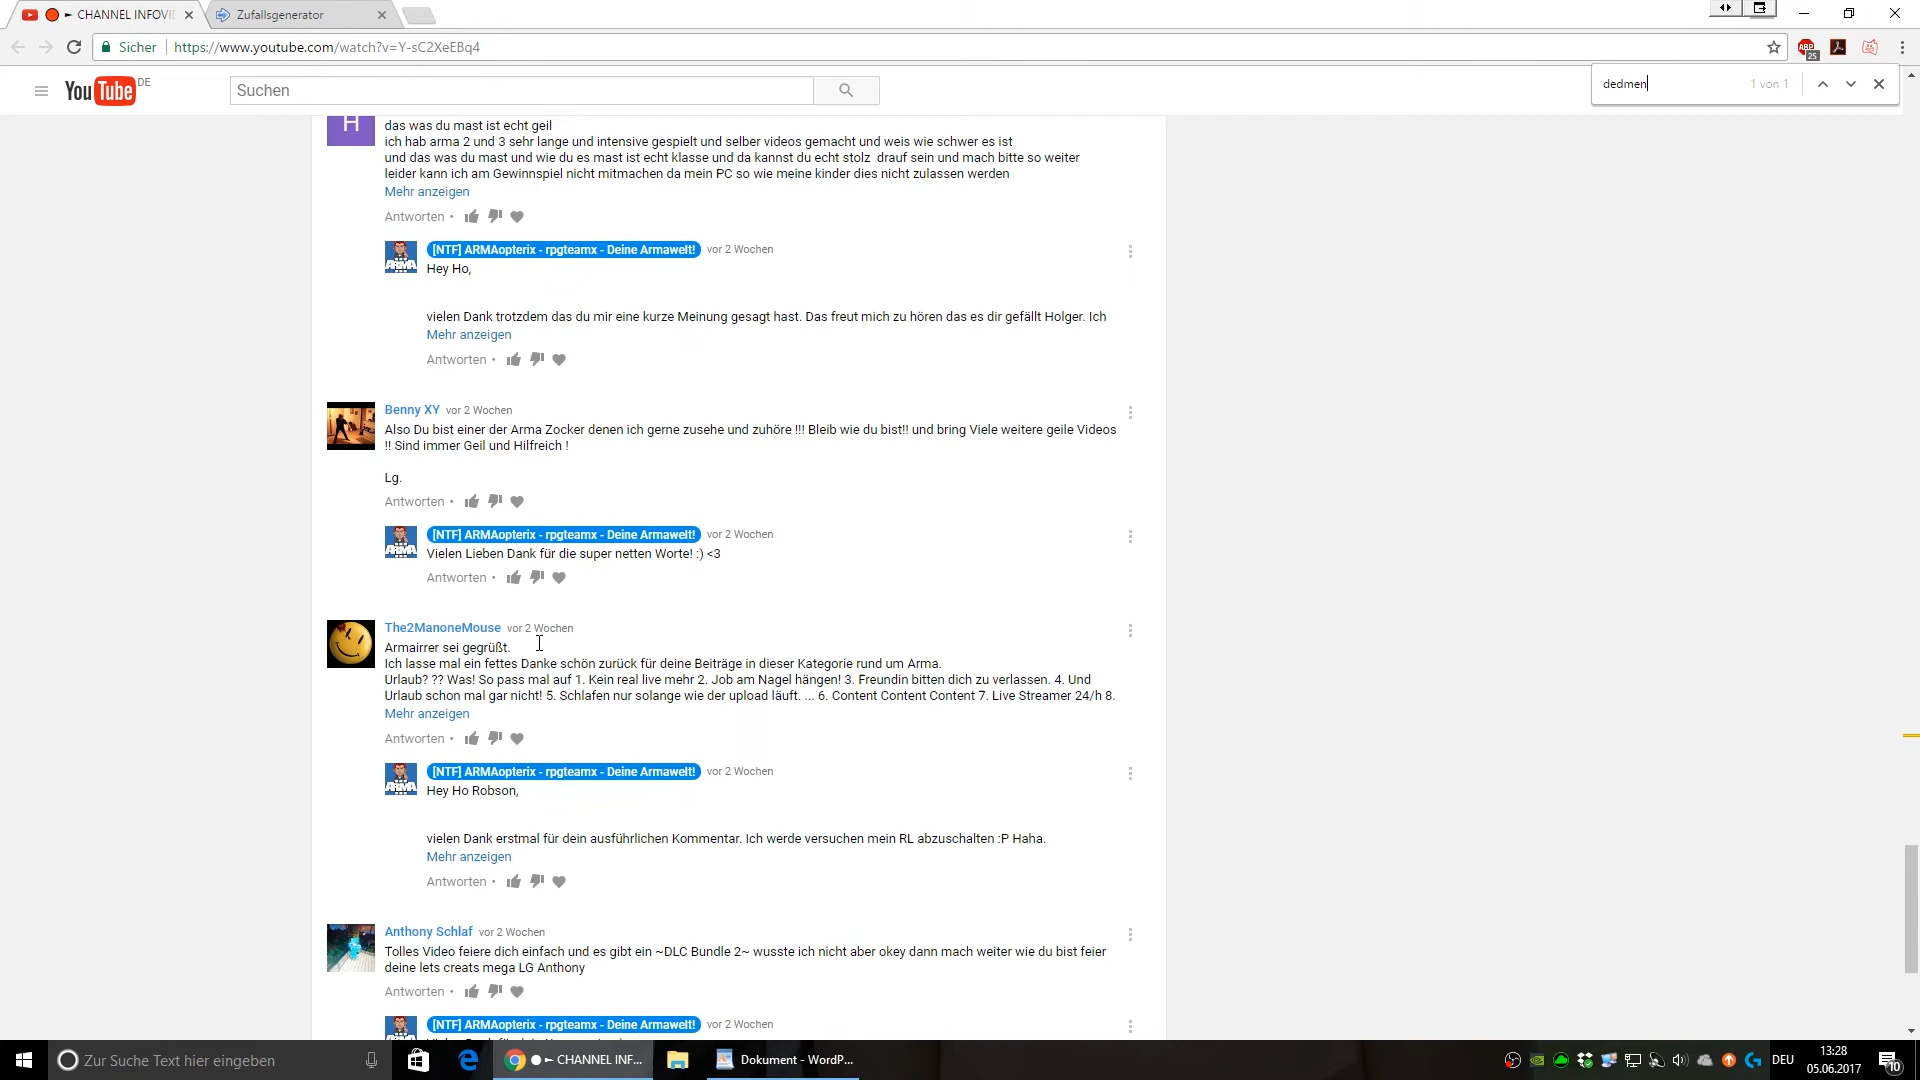 ► CHANNEL INFOVI
Zufallsgenerator
Sicher
https://www.youtube.com/watch?v=Y-sC2XeEBq4
ABP
25
YouTube DE
Suchen
dedmen
1 von 1
H
das was du mast ist echt geil
ich hab arma 2 und 3 sehr lange und intensive gespielt und selber videos gemacht und weis wie schwer es ist
und das was du mast und wie du es mast ist echt klasse und da kannst du echt stolz drauf sein und mach bitte so weiter
leider kann ich am Gewinnspiel nicht mitmachen da mein PC so wie meine kinder dies nicht zulassen werden
Mehr anzeigen
Antworten •
[NTF] ARMAopterix - rpgteamx - Deine Armawelt! vor 2 Wochen
ARMA
Hey Ho,
vielen Dank trotzdem das du mir eine kurze Meinung gesagt hast. Das freut mich zu hören das es dir gefällt Holger. Ich
Mehr anzeigen
Antworten •
Benny XY vor 2 Wochen
Also Du bist einer der Arma Zocker denen ich gerne zusehe und zuhöre !!! Bleib wie du bist!! und bring Viele weitere geile Videos
!! Sind immer Geil und Hilfreich !
Lg.
Antworten •
[NTF] ARMAopterix - rpgteamx - Deine Armawelt! vor 2 Wochen
ARMA
Vielen Lieben Dank für die super netten Worte! :) <3
Antworten •
The2ManoneMouse vor 2 Wochen
Armairrer sei gegrüßt.
Ich lasse mal ein fettes Danke schön zurück für deine Beiträge in dieser Kategorie rund um Arma.
Urlaub? ?? Was! So pass mal auf 1. Kein real live mehr 2. Job am Nagel hängen! 3. Freundin bitten dich zu verlassen. 4. Und
Urlaub schon mal gar nicht! 5. Schlafen nur solange wie der upload läuft. ... 6. Content Content Content 7. Live Streamer 24/h 8.
Mehr anzeigen
Antworten •
[NTF] ARMAopterix - rpgteamx - Deine Armawelt! vor 2 Wochen
ARMA
Hey Ho Robson,
vielen Dank erstmal für dein ausführlichen Kommentar. Ich werde versuchen mein RL abzuschalten :P Haha.
Mehr anzeigen
Antworten •
Anthony Schlaf vor 2 Wochen
Tolles Video feiere dich einfach und es gibt ein ~DLC Bundle 2~ wusste ich nicht aber okey dann mach weiter wie du bist feier
deine lets creats mega LG Anthony
Antworten •
[NTF] ARMAopterix - rpgteamx - Deine Armawelt! vor 2 Wochen
Zur Suche Text hier eingeben
● ► CHANNEL INF...
Dokument - WordP...
DEU
13:28
05.06.2017
10